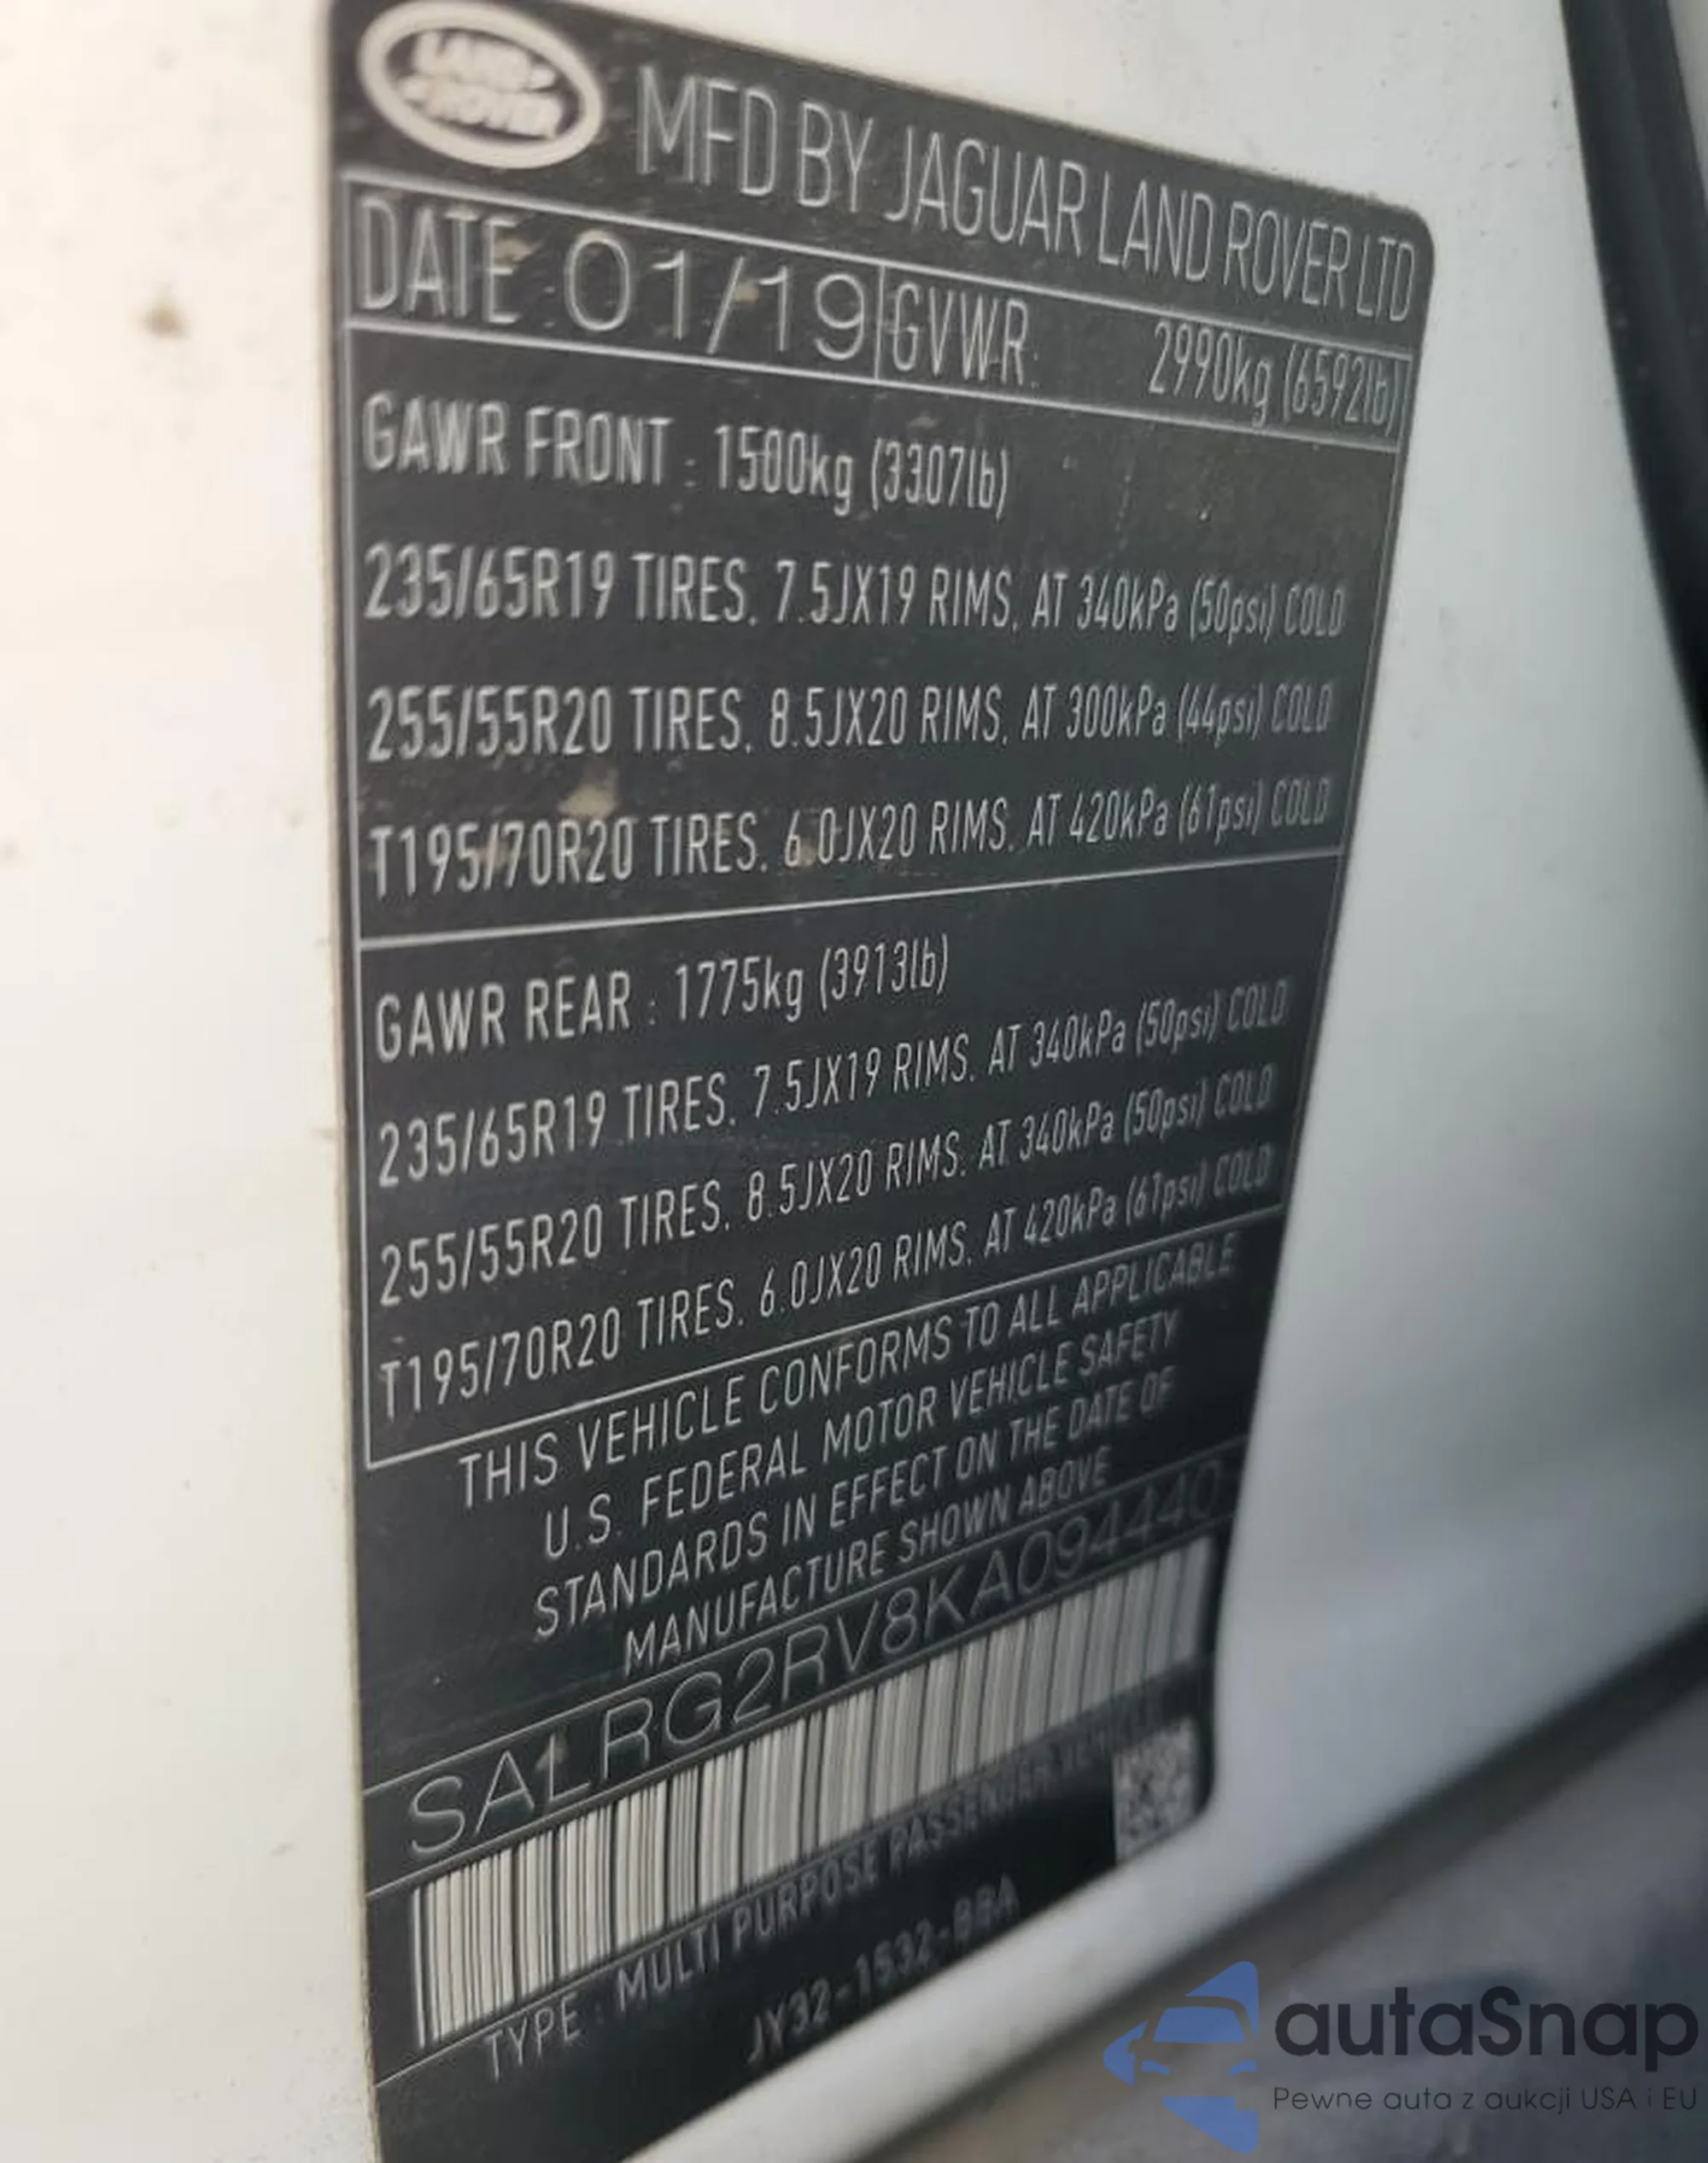 LAND ROVER
MFD BY JAGUAR LAND ROVER LTD
DATE 01/19 GVWR: 2990kg (6592lb)
GAWR FRONT : 1500kg (3307lb)
235/65R19 TIRES, 7.5JX19 RIMS, AT 340kPa (50psi) COLD
255/55R20 TIRES, 8.5JX20 RIMS, AT 300kPa (44psi) COLD
T195/70R20 TIRES, 6.0JX20 RIMS, AT 420kPa (61psi) COLD
GAWR REAR : 1775kg (3913lb)
235/65R19 TIRES, 7.5JX19 RIMS, AT 340kPa (50psi) COLD
255/55R20 TIRES, 8.5JX20 RIMS, AT 340kPa (50psi) COLD
T195/70R20 TIRES, 6.0JX20 RIMS, AT 420kPa (61psi) COLD
THIS VEHICLE CONFORMS TO ALL APPLICABLE
U.S. FEDERAL MOTOR VEHICLE SAFETY
STANDARDS IN EFFECT ON THE DATE OF
MANUFACTURE SHOWN ABOVE
SALRG2RV8KA094440
TYPE : MULTI PURPOSE PASSENGER VEHICLE
JY32-1532-BBA
autaSnap
Pewne auta z aukcji USA i EU